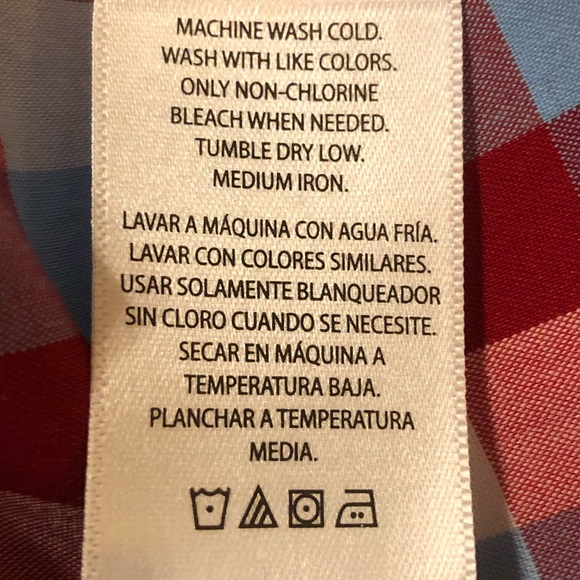 MACHINE WASH COLD.
WASH WITH LIKE COLORS.
ONLY NON-CHLORINE
BLEACH WHEN NEEDED.
TUMBLE DRY LOW.
MEDIUM IRON.
LAVAR A MÁQUINA CON AGUA FRÍA.
LAVAR CON COLORES SIMILARES.
USAR SOLAMENTE BLANQUEADOR
SIN CLORO CUANDO SE NECESITE.
SECAR EN MÁQUINA A
TEMPERATURA BAJA.
PLANCHAR A TEMPERATURA
MEDIA.